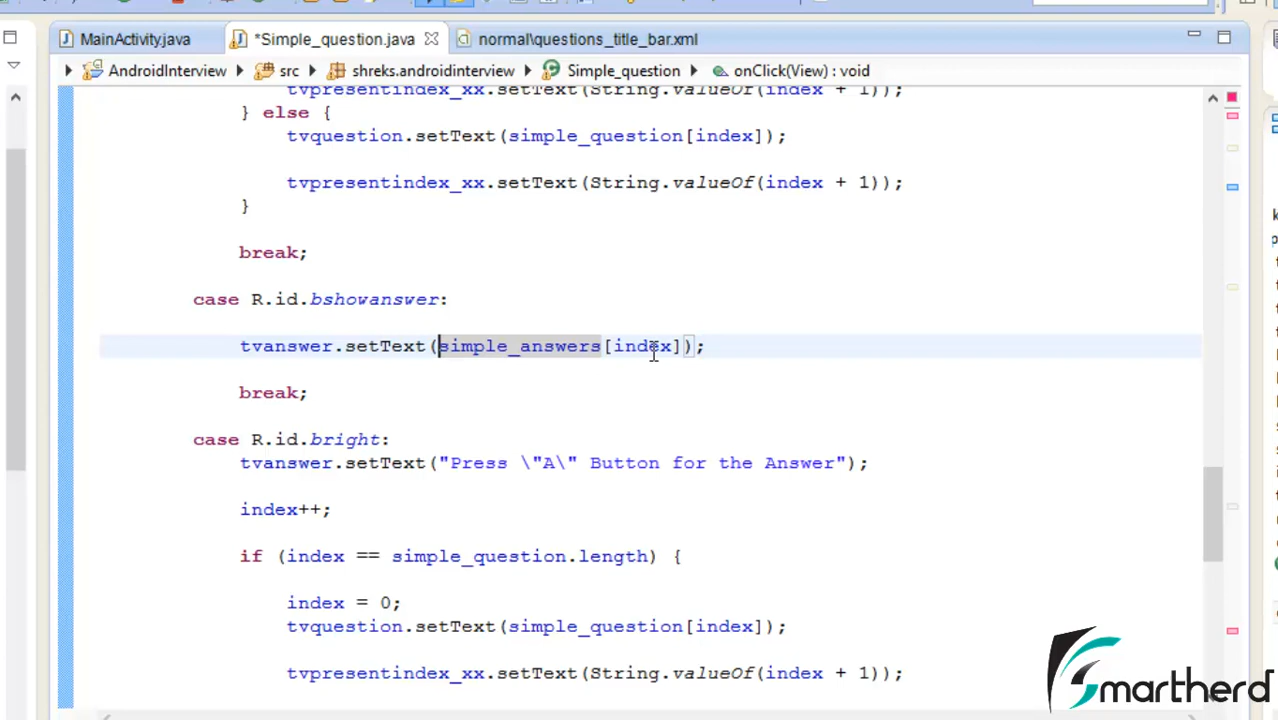 MainActivity.java
*Simple_question.java
normal\questions_title_bar.xml
AndroidInterview
src
shreks.androidinterview
Simple_question
onClick(View) : void
tvpresentindex_xx.setText(String.valueOf(index + 1));
} else {
tvquestion.setText(simple_question[index]);
tvpresentindex_xx.setText(String.valueOf(index + 1));
}
break;
case R.id.bshowanswer:
tvanswer.setText(simple_answers[index]);
break;
case R.id.bright:
tvanswer.setText("Press \"A\" Button for the Answer");
index++;
if (index == simple_question.length) {
index = 0;
tvquestion.setText(simple_question[index]);
tvpresentindex_xx.setText(String.valueOf(index + 1));
Smartherd